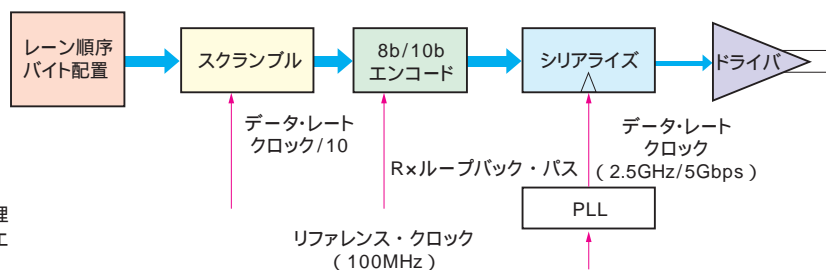 レーン順序
バイト配置
スクランブル
8b/10b
エンコード
シリアライズ
ドライバ
データ・レート
クロック/10
データ・レート
クロック
(2.5GHz/5Gbps)
R×ループバック・パス
PLL
理
エ
リファレンス・クロック
(100MHz)